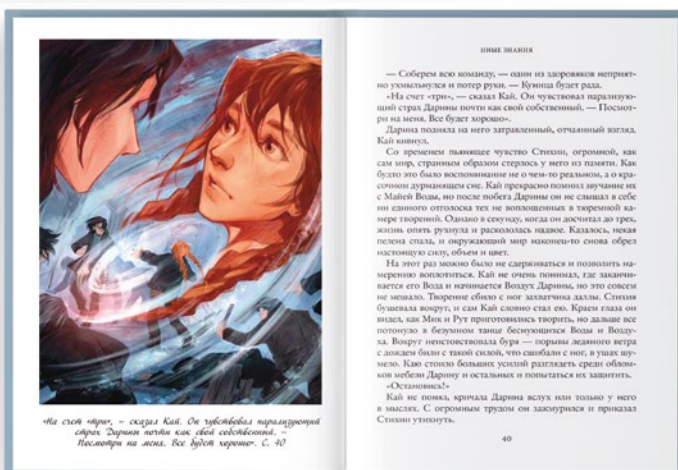 «На счет «три», – сказал Кай. Он чувствовал парализующий
страх Дарины почти как свой собственный. –
Посмотри на меня. Все будет хорошо». С. 40
ИНЫЕ ЗНАНИЯ
— Соберем всю команду, — один из здоровяков неприят-
но ухмыльнулся и потер руки. — Куница будет рада.
«На счет «три», — сказал Кай. Он чувствовал парализую-
щий страх Дарины почти как свой собственный. — Посмот-
ри на меня. Все будет хорошо».
Дарина подняла на него затравленный, отчаянный взгляд.
Кай кивнул.
Со временем пьянящее чувство Стихии, огромной, как
сам мир, странным образом стерлось у него из памяти. Как
будто это было воспоминание не о чем-то реальном, а о кра-
сочном дурманящем сне. Кай прекрасно помнил звучание их
с Майей Воды, но после побега Дарины он не слышал в себе
ни единого отголоска тех не воплощенных в тюремной ка-
мере творений. Однако в секунду, когда он досчитал до трех,
жизнь опять рухнула и раскололась надвое. Казалось, некая
пелена спала, и окружающий мир наконец-то снова обрел
настоящую силу, объем и цвет.
На этот раз можно было не сдерживаться и позволить на-
мерению воплотиться. Кай не очень понимал, где заканчи-
вается его Вода и начинается Воздух Дарины, но это совсем
не мешало. Творение сбило с ног захватчика даллы. Стихия
бушевала вокруг, и сам Кай словно стал ею. Краем глаза он
видел, как Мик и Рут приготовились творить, но дальше все
потонуло в безумном танце беснующихся Воды и Возду-
ха. Вокруг неистовствовала буря — порывы ледяного ветра
с дождем били с такой силой, что сшибали с ног, в ушах шу-
мело. Каю стоило больших усилий разглядеть среди облом-
ков мебели Дарину и остальных и попытаться их защитить.
«Остановись!»
Кай не понял, кричала Дарина вслух или только у него
в мыслях. С огромным трудом он зажмурился и приказал
Стихии утихнуть.
40